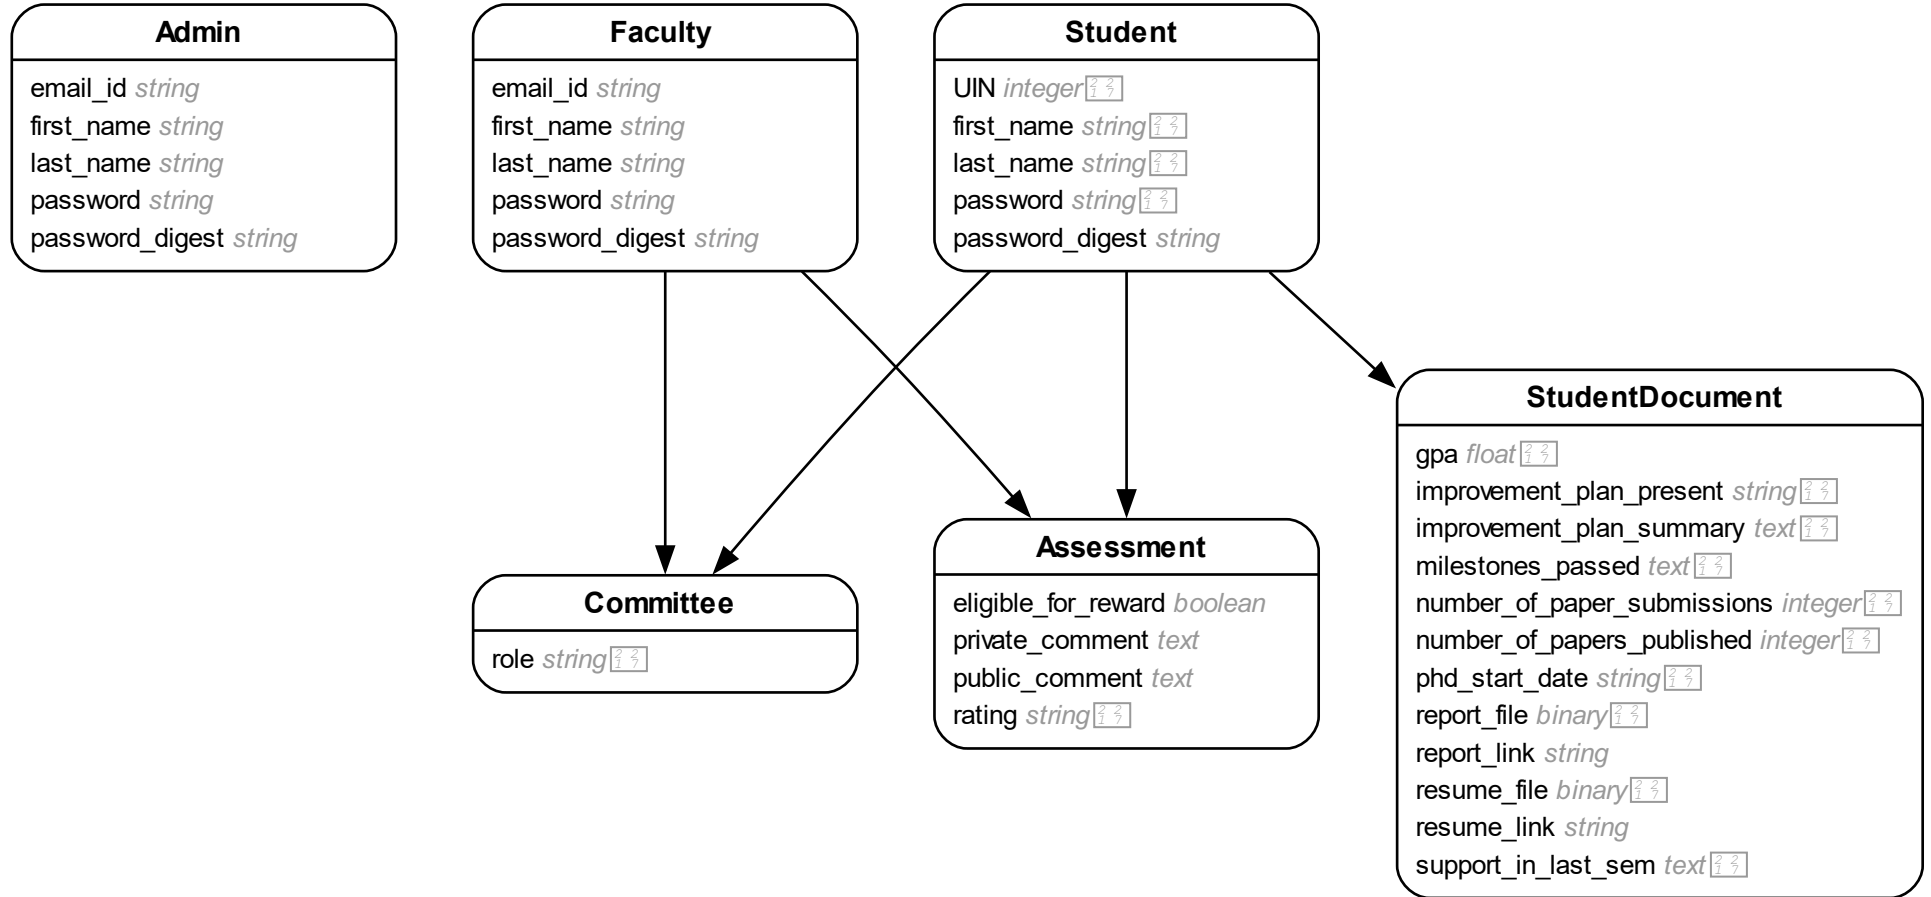 Admin
email_id string
first_name string
last_name string
password string
password_digest string
Faculty
email_id string
first_name string
last_name string
password string
password_digest string
Student
UIN integer
first_name string
last_name string
password string
password_digest string
Committee
role string
Assessment
eligible_for_reward boolean
private_comment text
public_comment text
rating string
StudentDocument
gpa float
improvement_plan_present string
improvement_plan_summary text
milestones_passed text
number_of_paper_submissions integer
number_of_papers_published integer
phd_start_date string
report_file binary
report_link string
resume_file binary
resume_link string
support_in_last_sem text